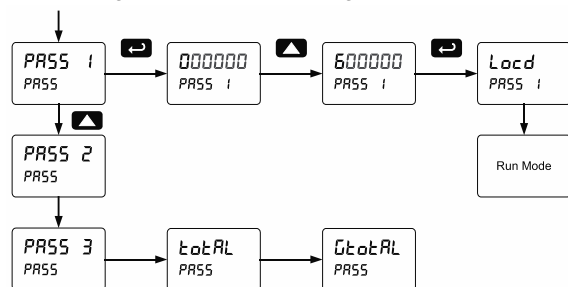 PASS 1
PASS
000000
PASS 1
600000
PASS 1
Locd
PASS 1
PASS 2
PASS
Run Mode
PASS 3
PASS
totAL
PASS
GtotAL
PASS